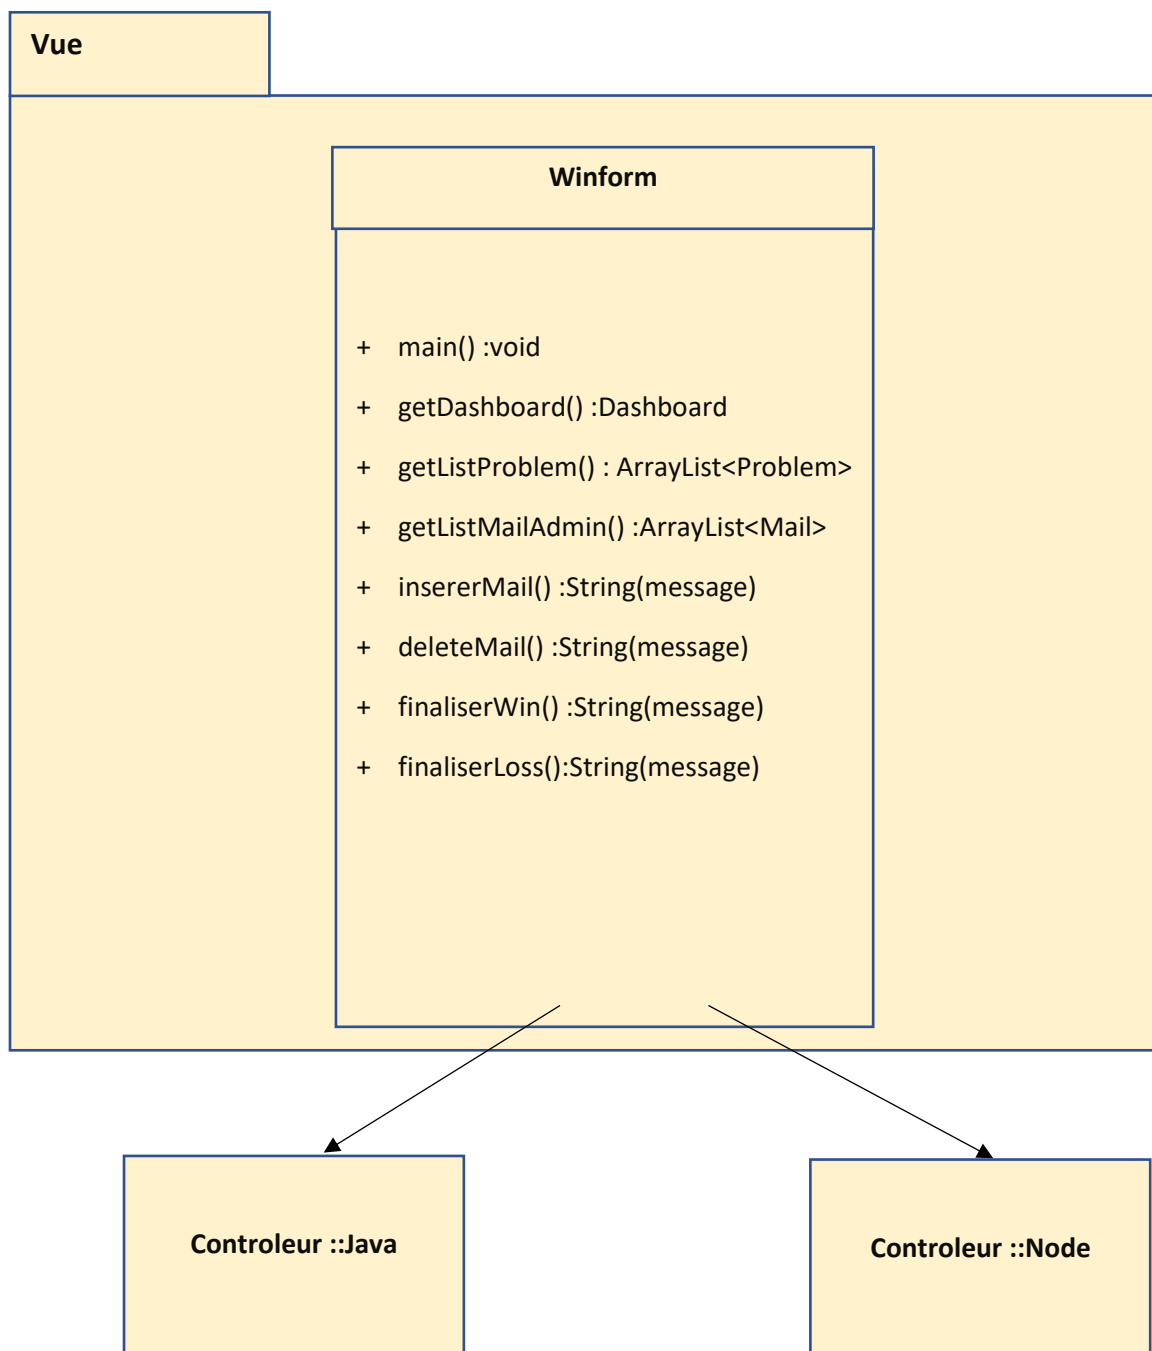 Vue
Winform
+ main() :void
+ getDashboard() :Dashboard
+ getListProblem() : ArrayList<Problem>
+ getListMailAdmin() :ArrayList<Mail>
+ insererMail() :String(message)
+ deleteMail() :String(message)
+ finaliserWin() :String(message)
+ finaliserLoss():String(message)
Controleur ::Java
Controleur ::Node